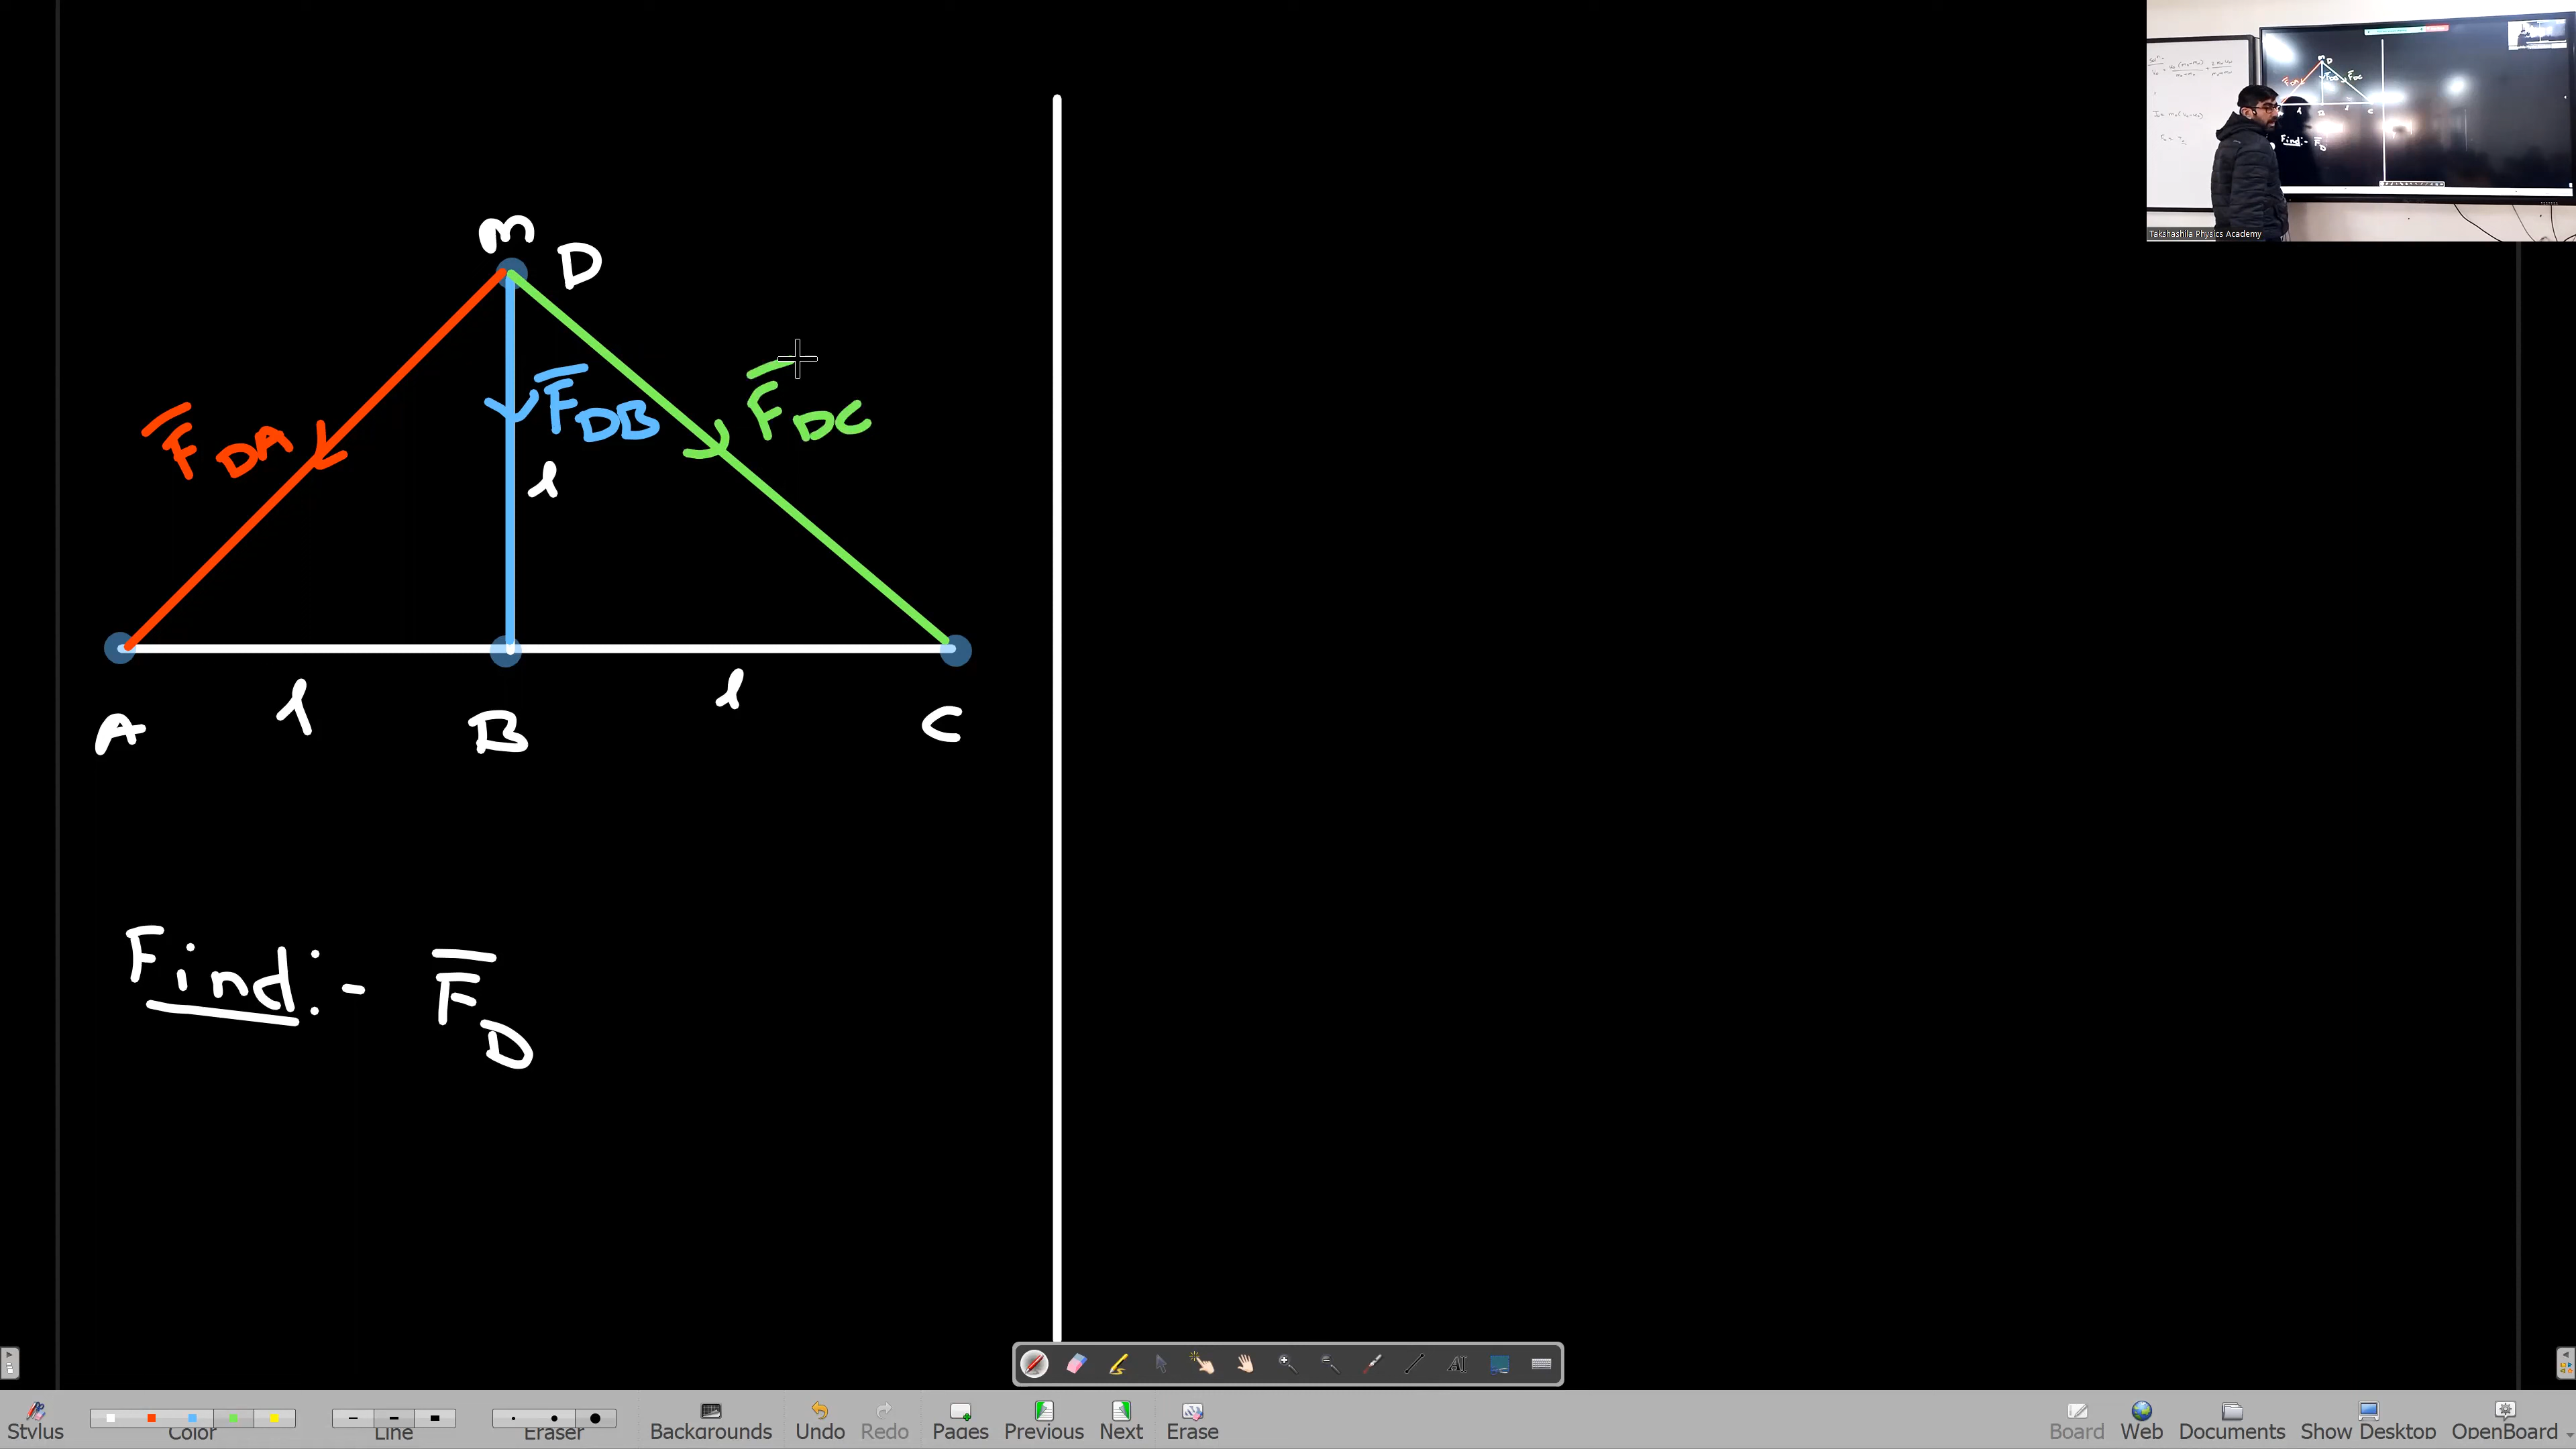 m
D
F̅DA
F̅DB
F̅DC
l
l
l
A
B
C
Find:- F̅D
Takshashila Physics Academy
Find:- F̅D
Stylus
Color
Line
Eraser
Backgrounds
Undo
Redo
Pages
Previous
Next
Erase
Board
Web
Documents
Show Desktop
OpenBoard